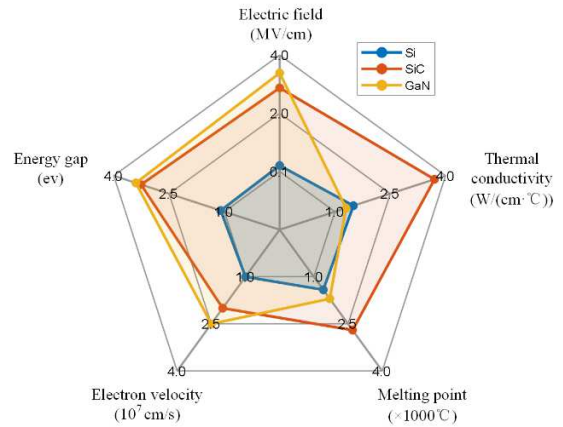 Electric field
(MV/cm)
4.0
Si
SiC
GaN
2.0
Energy gap
(ev)
4.0
2.5
1.0
0.1
1.0
2.5
4.0
Thermal
conductivity
(W/(cm·℃))
1.0
1.0
2.5
2.5
4.0
4.0
Electron velocity
(10⁷cm/s)
Melting point
(×1000℃)